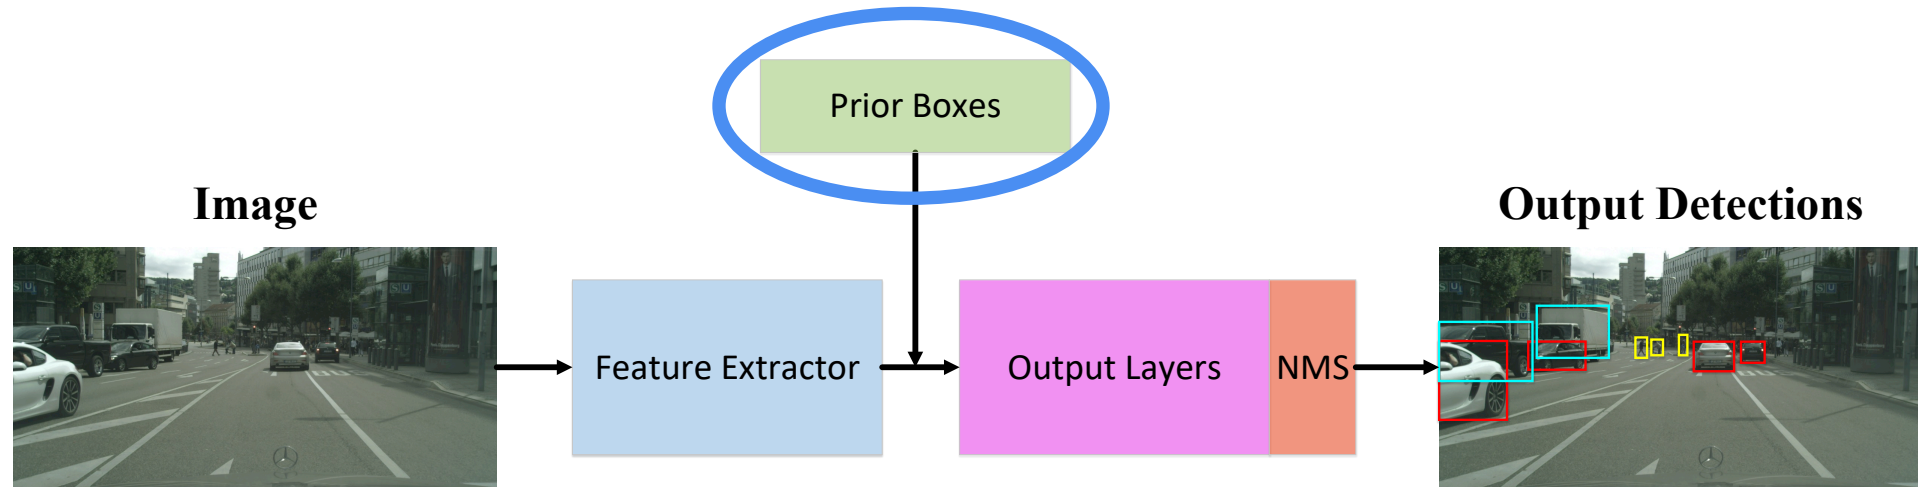 Prior Boxes
Image
Output Detections
Feature Extractor
Output Layers
NMS